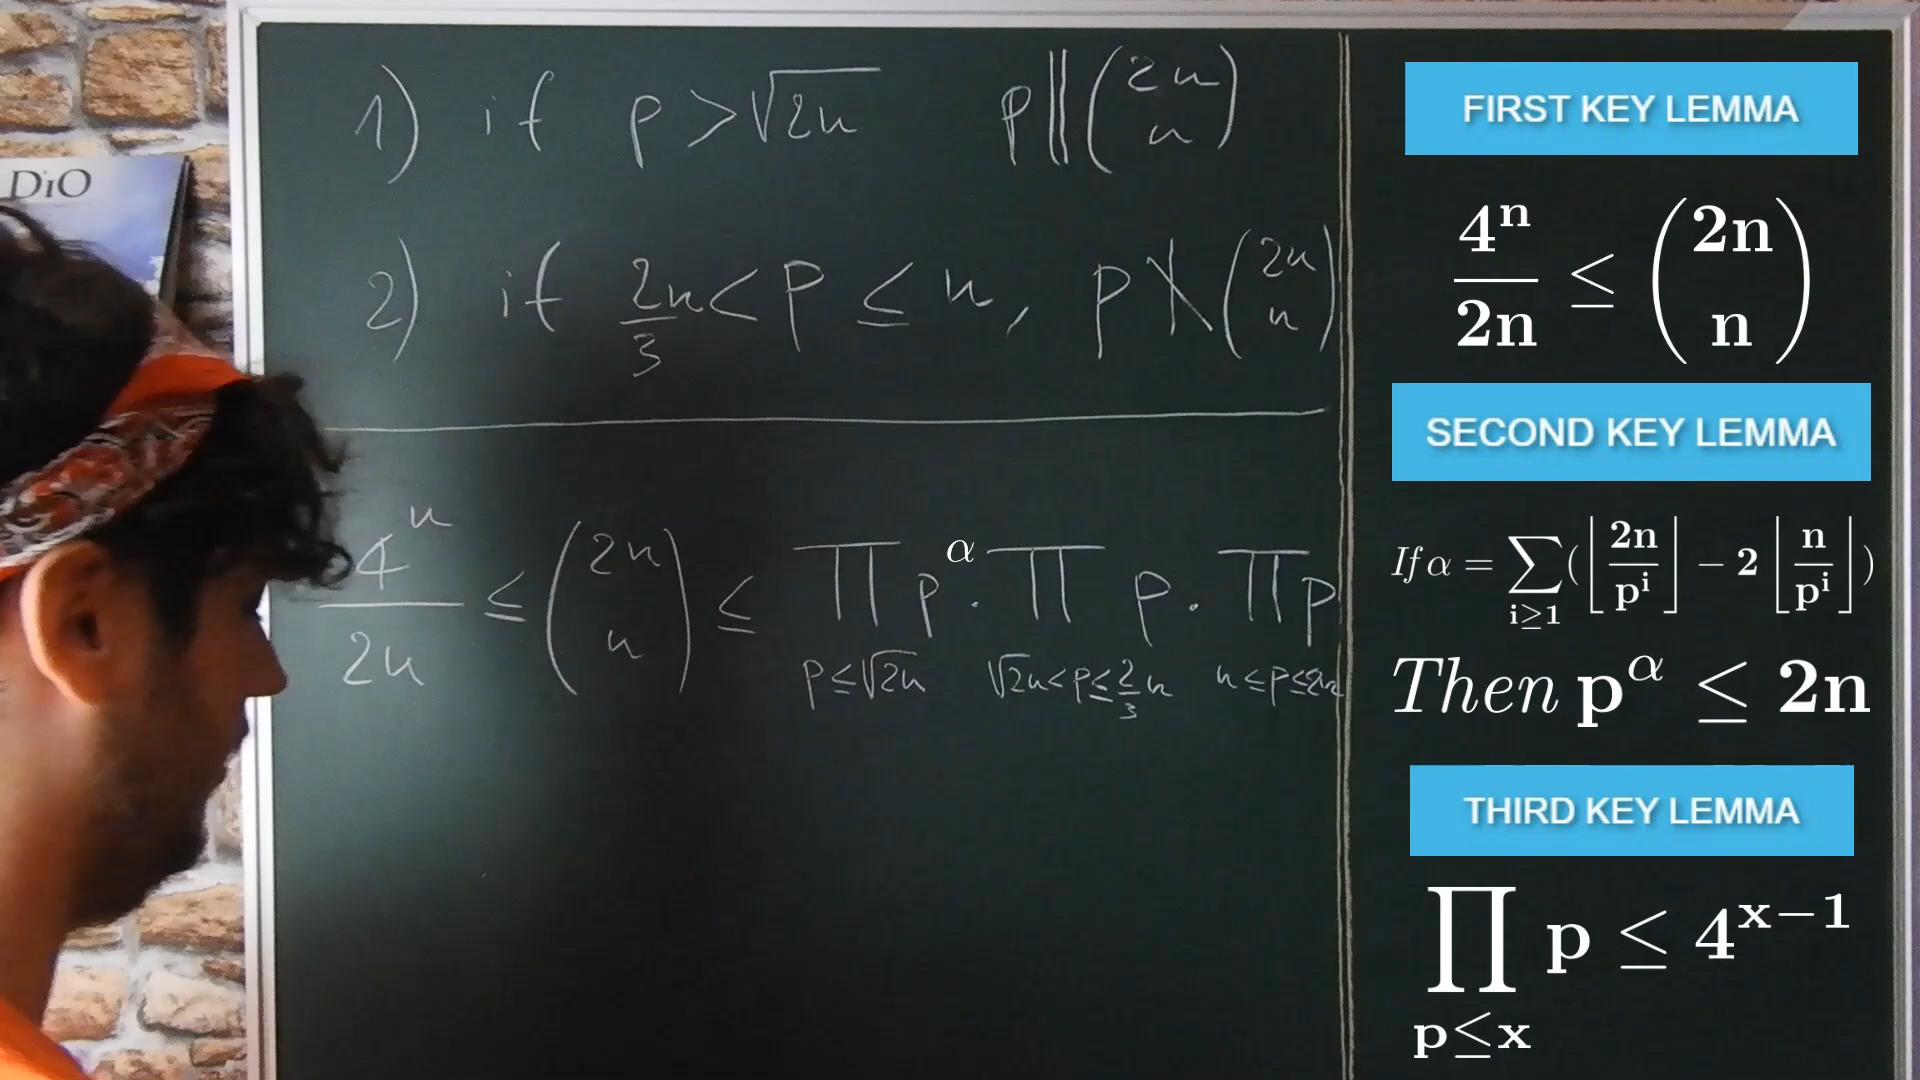 DiO
1) if p > √2n p || (2n n)
2) if 2n/3 < p ≤ n, p ∤ (2n n)
4^n/2n ≤ (2n n) ≤ ∏ p^α · ∏ p · ∏ p
p≤√2n √2n<p≤2/3 n n≤p≤2n
FIRST KEY LEMMA
4^n/2n ≤ (2n n)
SECOND KEY LEMMA
If α = ∑_{i≥1} (⌊2n/p^i⌋ − 2 ⌊n/p^i⌋)
Then p^α ≤ 2n
THIRD KEY LEMMA
∏ p ≤ 4^{x−1}
p≤x